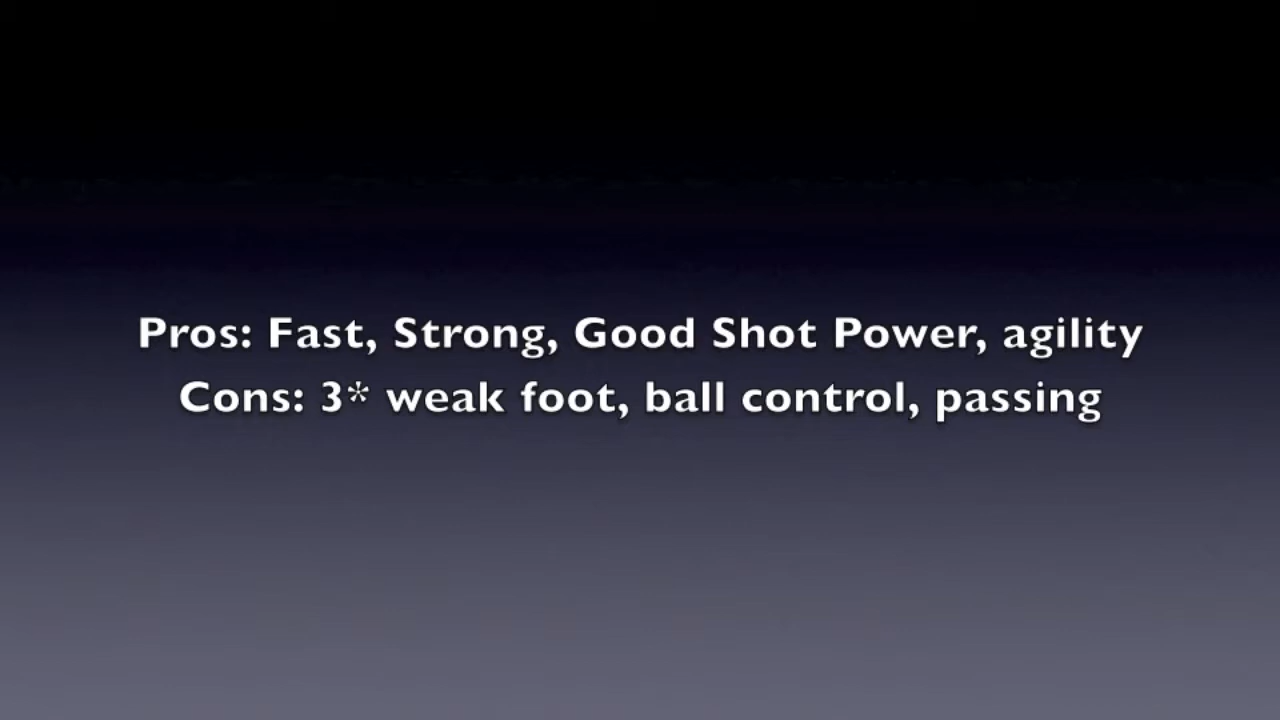 Pros: Fast, Strong, Good Shot Power, agility
Cons: 3* weak foot, ball control, passing